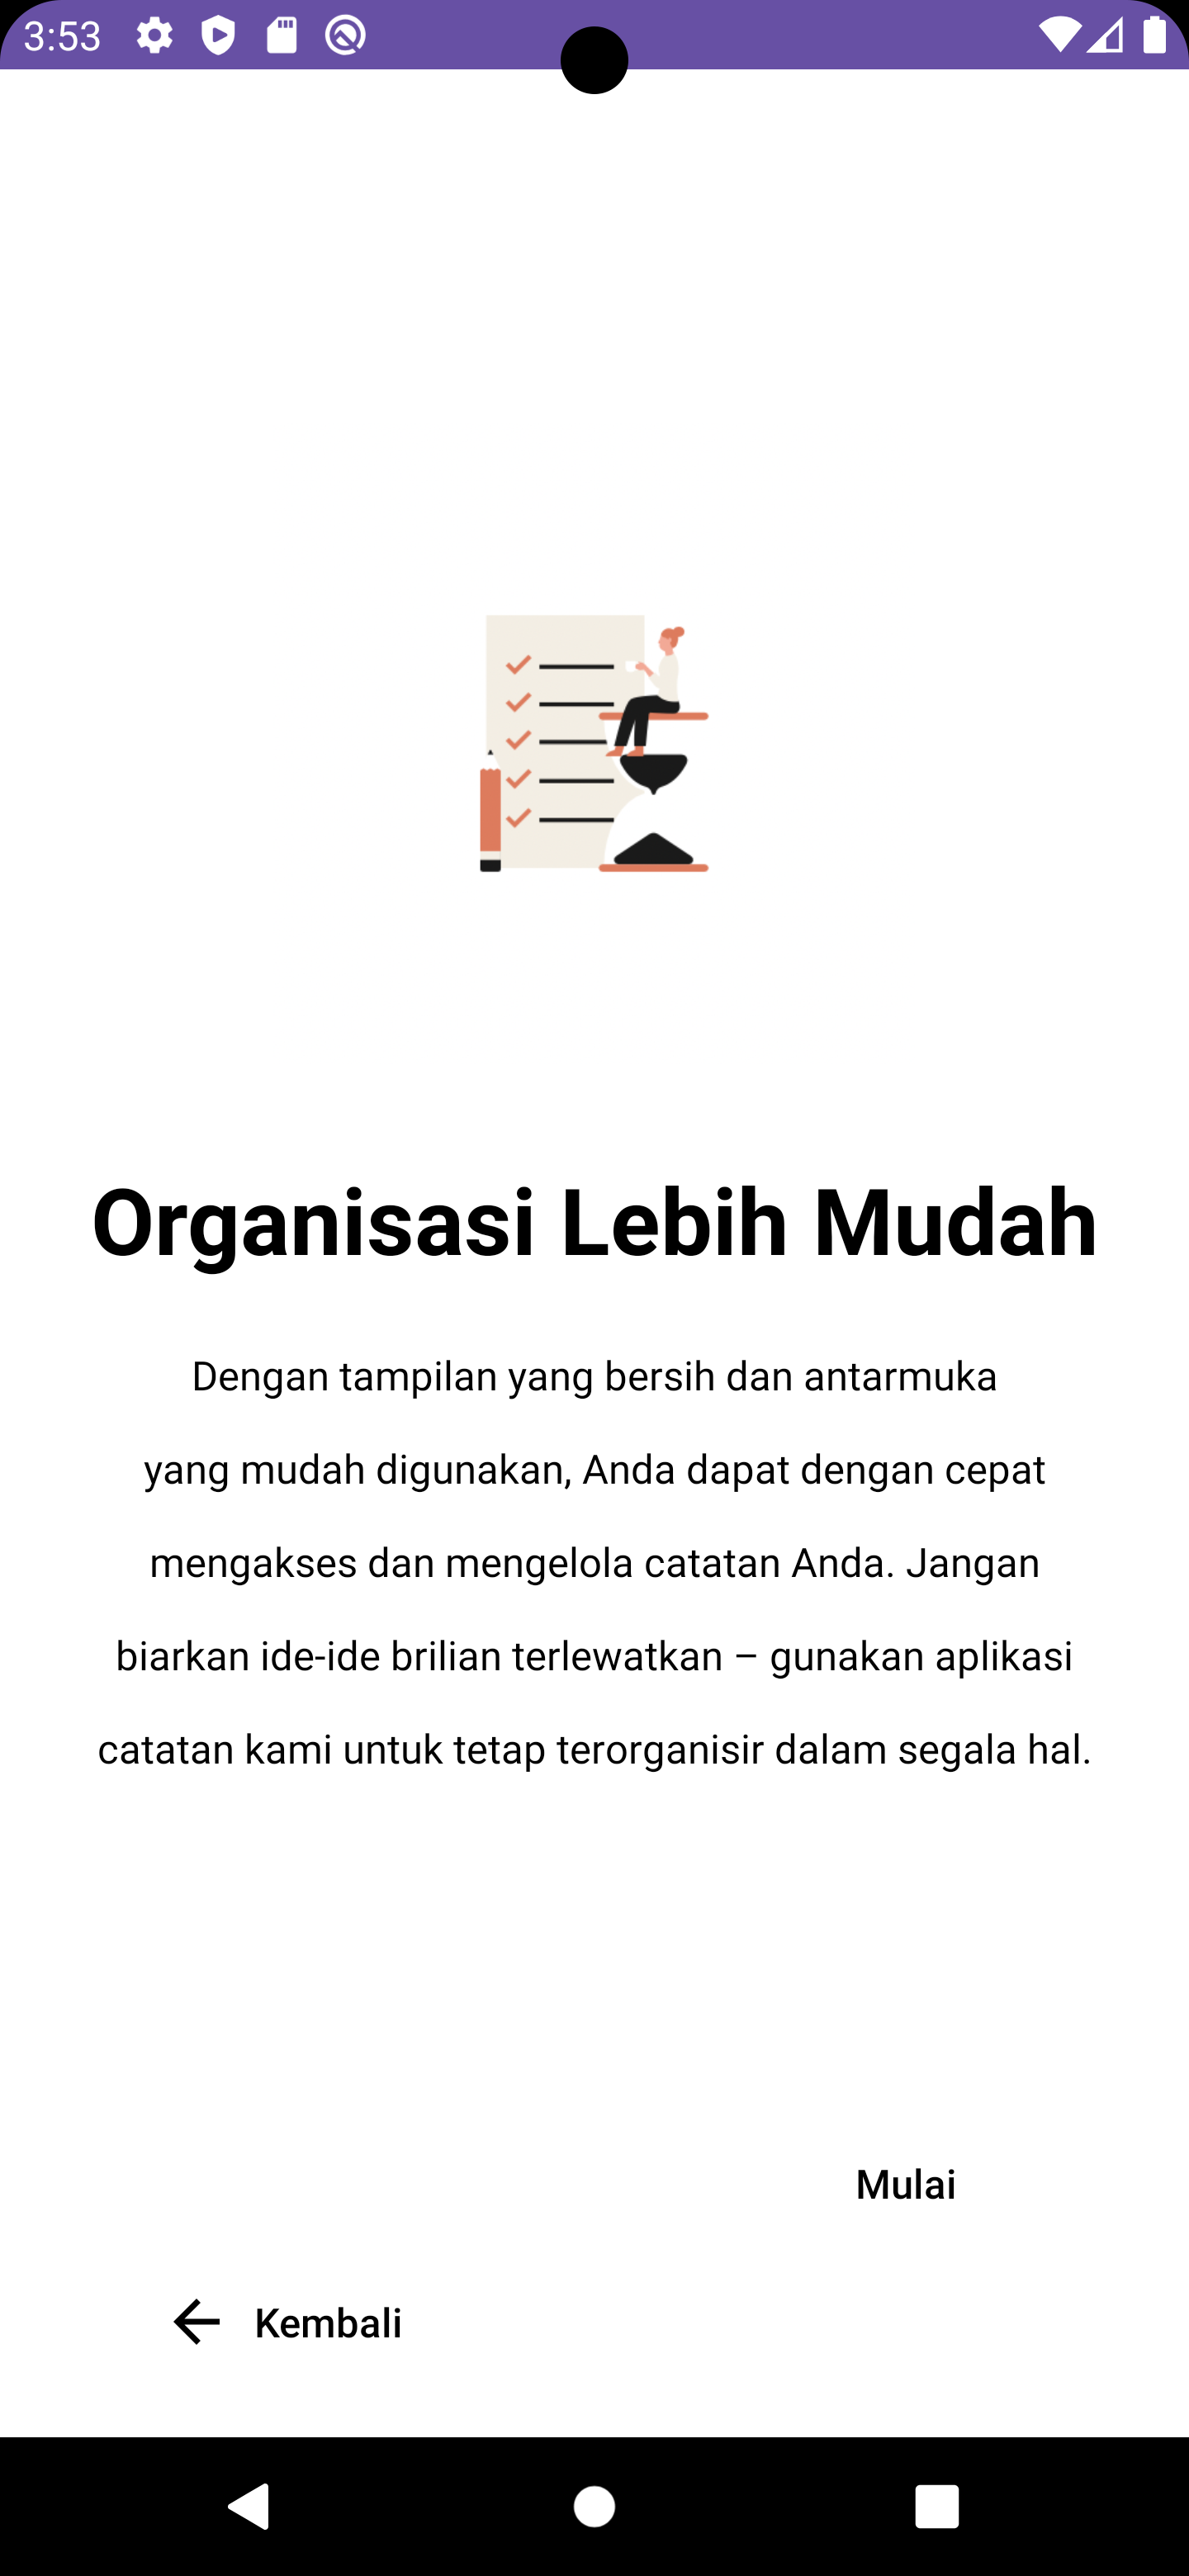 3:53
Organisasi Lebih Mudah
Dengan tampilan yang bersih dan antarmuka
yang mudah digunakan, Anda dapat dengan cepat
mengakses dan mengelola catatan Anda. Jangan
biarkan ide-ide brilian terlewatkan – gunakan aplikasi
catatan kami untuk tetap terorganisir dalam segala hal.
Mulai
Kembali